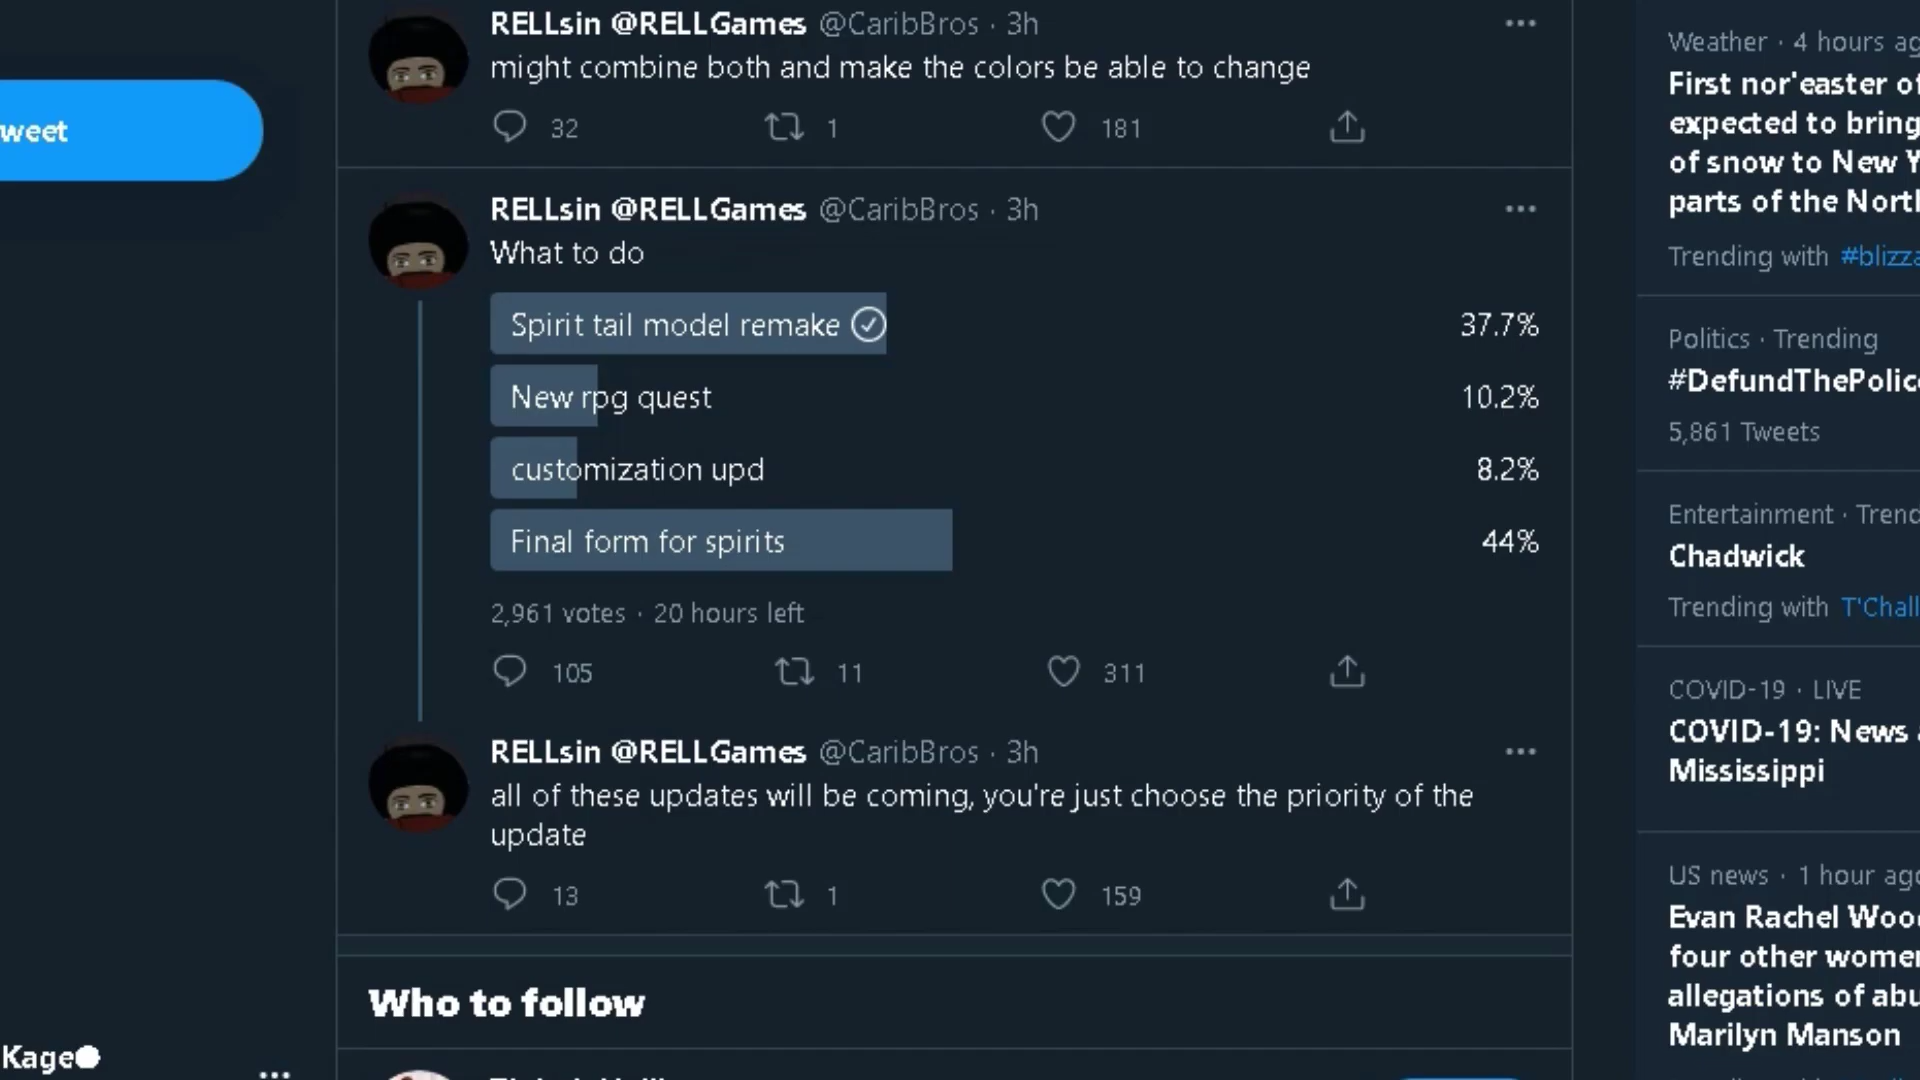 RELLsin @RELLGames @CaribBros · 3h
might combine both and make the colors be able to change
32 1 181
weet
RELLsin @RELLGames @CaribBros · 3h
What to do
Spirit tail model remake 37.7%
New rpg quest 10.2%
customization upd 8.2%
Final form for spirits 44%
2,961 votes · 20 hours left
105 11 311
RELLsin @RELLGames @CaribBros · 3h
all of these updates will be coming, you're just choose the priority of the
update
13 1 159
Who to follow
Kage
Weather · 4 hours ag
First nor'easter of
expected to bring
of snow to New Y
parts of the North
Trending with #blizza
Politics · Trending
#DefundThePolice
5,861 Tweets
Entertainment · Trend
Chadwick
Trending with T'Chall
COVID-19 · LIVE
COVID-19: News a
Mississippi
US news · 1 hour ago
Evan Rachel Wood
four other women
allegations of abu
Marilyn Manson